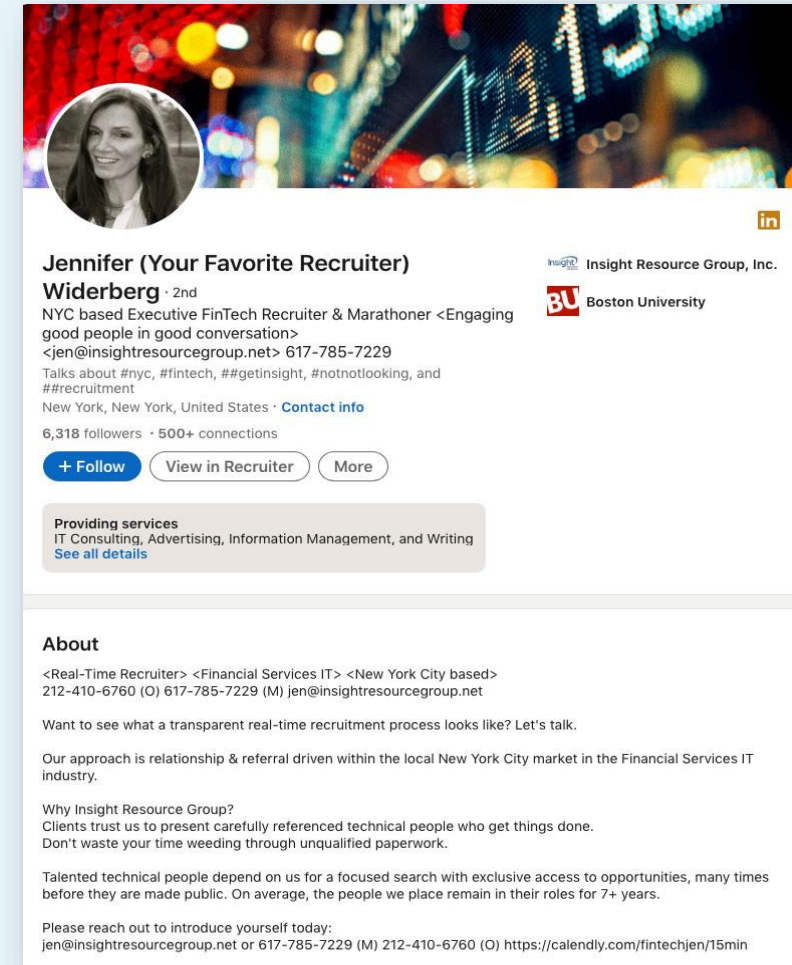 Jennifer (Your Favorite Recruiter)
Widerberg · 2nd
NYC based Executive FinTech Recruiter & Marathoner <Engaging
good people in good conversation>
<jen@insightresourcegroup.net> 617-785-7229
Talks about #nyc, #fintech, ##getinsight, #notnotlooking, and
##recruitment
New York, New York, United States · Contact info
6,318 followers · 500+ connections
+ Follow
View in Recruiter
More
in
Insight
Insight Resource Group, Inc.
BU
Boston University
Providing services
IT Consulting, Advertising, Information Management, and Writing
See all details
About
<Real-Time Recruiter> <Financial Services IT> <New York City based>
212-410-6760 (O) 617-785-7229 (M) jen@insightresourcegroup.net
Want to see what a transparent real-time recruitment process looks like? Let's talk.
Our approach is relationship & referral driven within the local New York City market in the Financial Services IT
industry.
Why Insight Resource Group?
Clients trust us to present carefully referenced technical people who get things done.
Don't waste your time weeding through unqualified paperwork.
Talented technical people depend on us for a focused search with exclusive access to opportunities, many times
before they are made public. On average, the people we place remain in their roles for 7+ years.
Please reach out to introduce yourself today:
jen@insightresourcegroup.net or 617-785-7229 (M) 212-410-6760 (O) https://calendly.com/fintechjen/15min